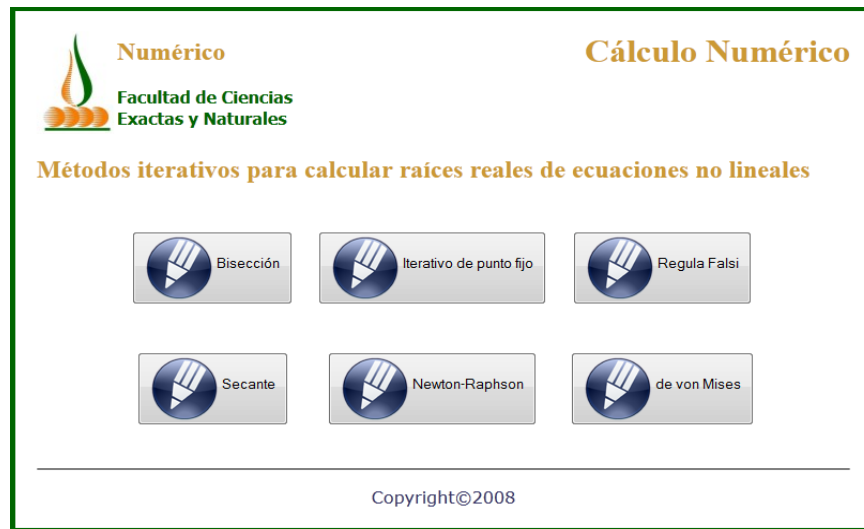 Numérico
Cálculo Numérico
Facultad de Ciencias
Exactas y Naturales
Métodos iterativos para calcular raíces reales de ecuaciones no lineales
Bisección
Iterativo de punto fijo
Regula Falsi
Secante
Newton-Raphson
de von Mises
Copyright©2008